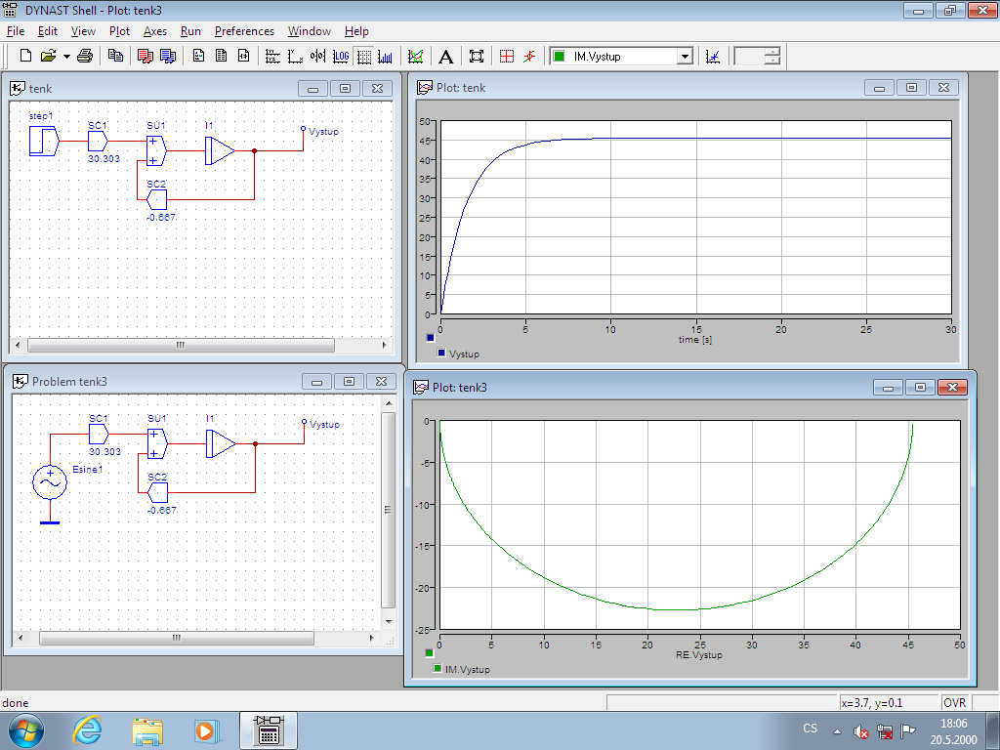 DYNAST Shell - Plot: tenk3
File Edit View Plot Axes Run Preferences Window Help
LOG A IM.Vystup
tenk
step1
SC1
30.303
SU1
I1
Vystup
SC2
-0.667
Plot: tenk
50
45
40
35
30
25
20
15
10
5
0
0 5 10 15 20 25 30
time [s]
Vystup
Problem tenk3
SC1
30.303
SU1
I1
Vystup
Esine1
SC2
-0.667
Plot: tenk3
0
-5
-10
-15
-20
-25
0 5 10 15 20 25 30 35 40 45 50
RE.Vystup
IM.Vystup
done x=3.7, y=0.1 OVR
CS 18:06
20.5.2000